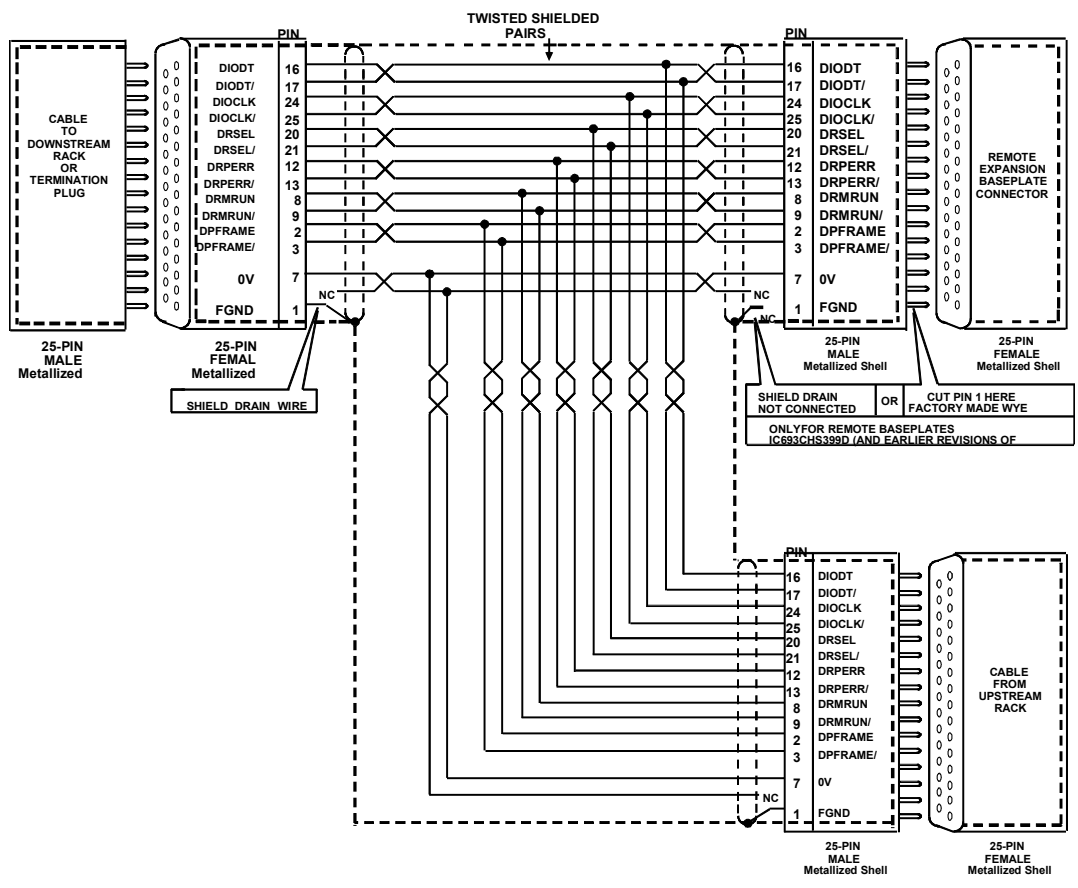 TWISTED SHIELDED
PAIRS
PIN
PIN
CABLE
TO
DOWNSTREAM
RACK
OR
TERMINATION
PLUG
DIODT 16
DIODT/ 17
DIOCLK 24
DIOCLK/ 25
DRSEL 20
DRSEL/ 21
DRPERR 12
DRPERR/ 13
DRMRUN 8
DRMRUN/ 9
DPFRAME 2
DPFRAME/ 3
0V 7
NC
FGND 1
16 DIODT
17 DIODT/
24 DIOCLK
25 DIOCLK/
20 DRSEL
21 DRSEL/
12 DRPERR
13 DRPERR/
8 DRMRUN
9 DRMRUN/
2 DPFRAME
3 DPFRAME/
7 0V
NC
1 FGND
NC
REMOTE
EXPANSION
BASEPLATE
CONNECTOR
25-PIN
MALE
Metallized
25-PIN
FEMAL
Metallized
25-PIN
MALE
Metallized Shell
25-PIN
FEMALE
Metallized Shell
SHIELD DRAIN WIRE
SHIELD DRAIN
NOT CONNECTED
OR
CUT PIN 1 HERE
FACTORY MADE WYE
ONLYFOR REMOTE BASEPLATES
IC693CHS399D (AND EARLIER REVISIONS OF
PIN
16 DIODT
17 DIODT/
24 DIOCLK
25 DIOCLK/
20 DRSEL
21 DRSEL/
12 DRPERR
13 DRPERR/
8 DRMRUN
9 DRMRUN/
2 DPFRAME
3 DPFRAME/
7 0V
NC
1 FGND
CABLE
FROM
UPSTREAM
RACK
25-PIN
MALE
Metallized Shell
25-PIN
FEMALE
Metallized Shell